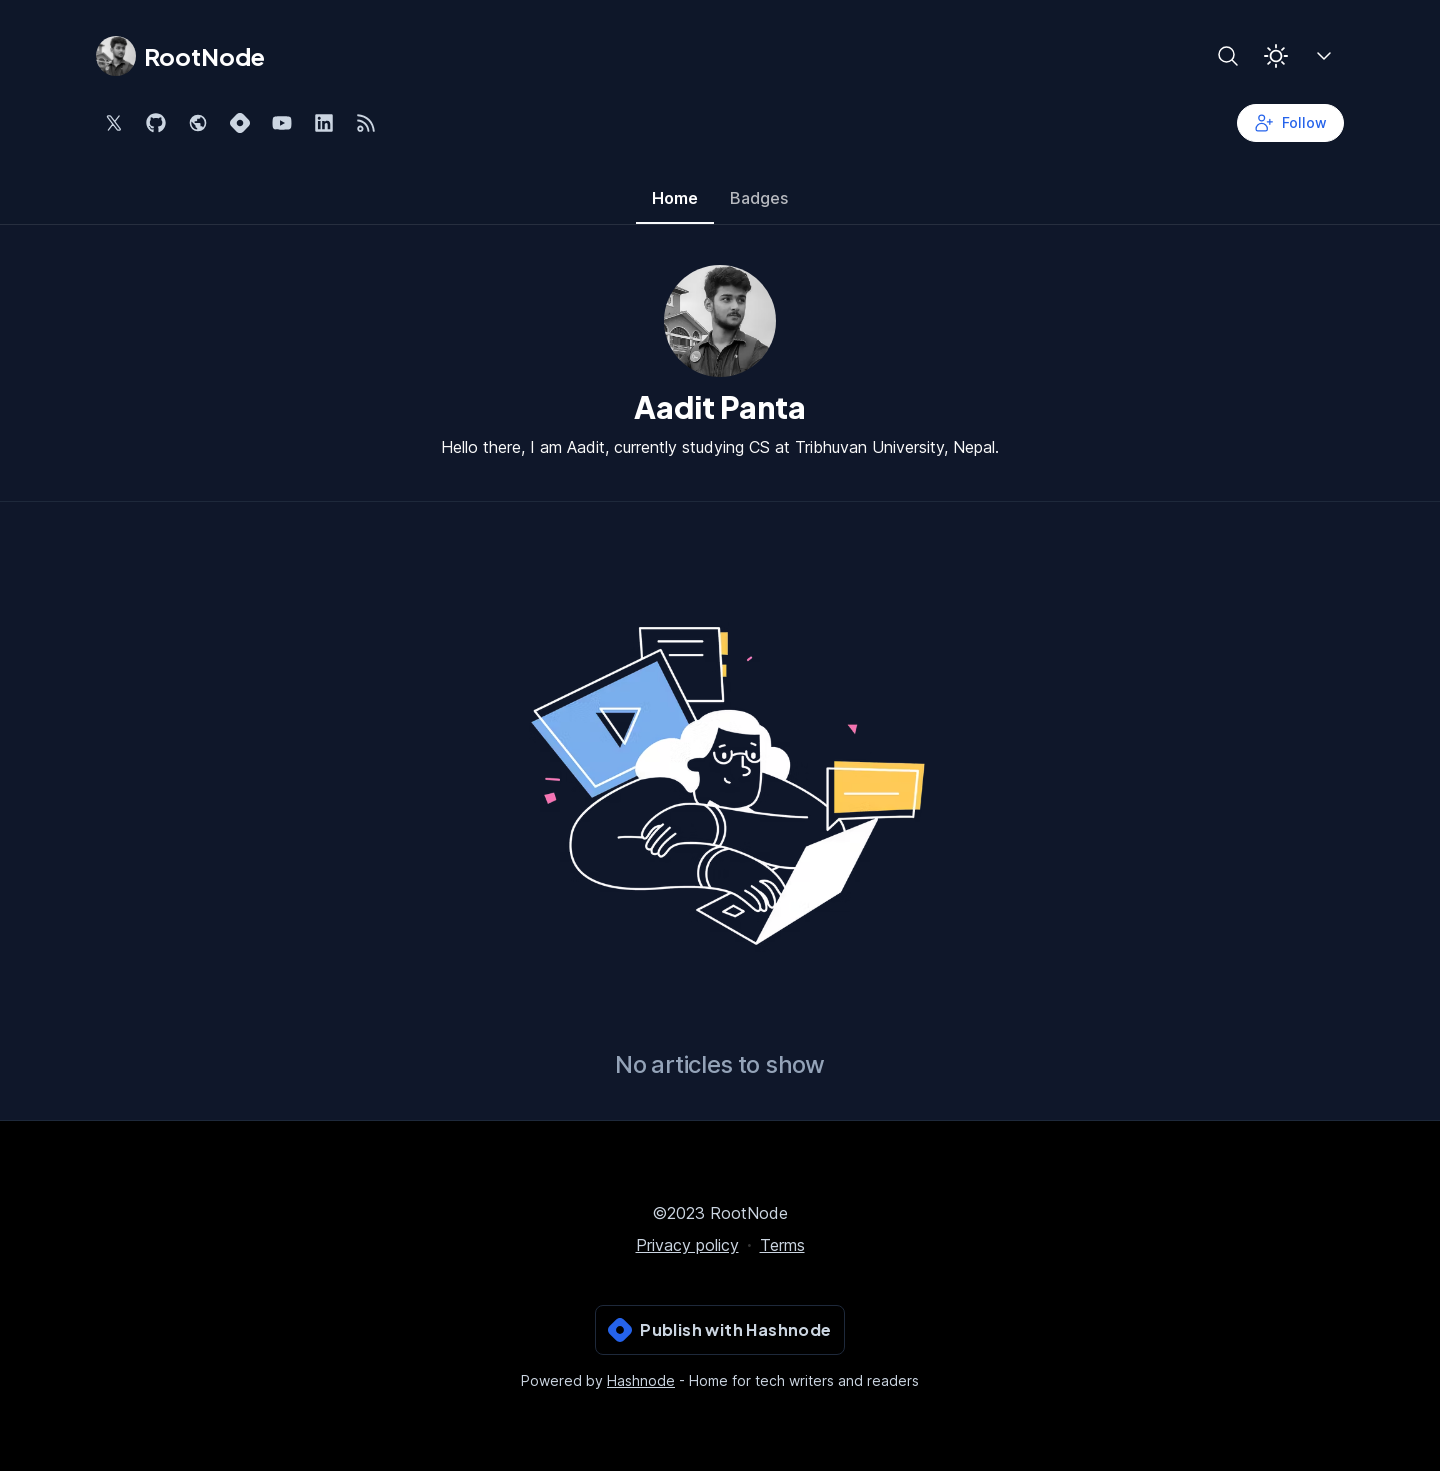 RootNode
Follow
Home
Badges
Aadit Panta
Hello there, I am Aadit, currently studying CS at Tribhuvan University, Nepal.
No articles to show
©2023 RootNode
Privacy policy · Terms
Publish with Hashnode
Powered by Hashnode - Home for tech writers and readers